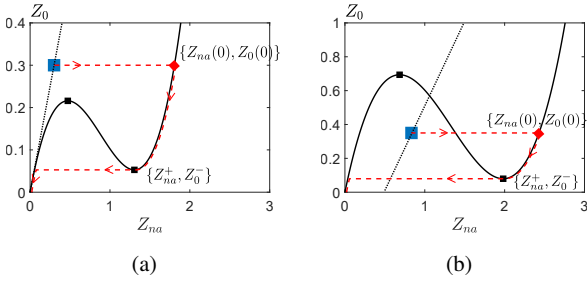 Z_0
0.4
0.3
0.2
0.1
0
0 1 2 3
Z_{na}
{Z_{na}(0), Z_0(0)}
{Z_{na}^+, Z_0^-}
(a)
Z_0
1
0.8
0.6
0.4
0.2
0
0 1 2 3
Z_{na}
{Z_{na}(0), Z_0(0)}
{Z_{na}^+, Z_0^-}
(b)